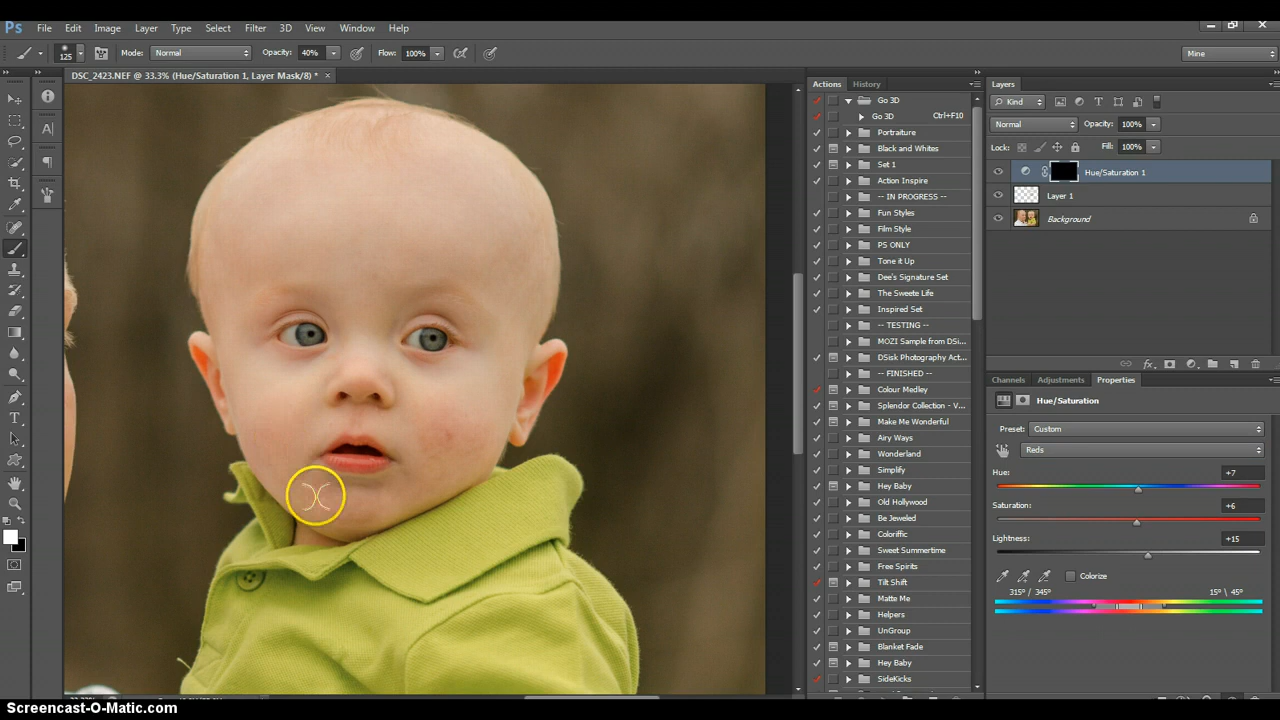 Ps File Edit Image Layer Type Select Filter 3D View Window Help
125 Mode: Normal Opacity: 40% Flow: 100% Mine
DSC_2423.NEF @ 33.3% (Hue/Saturation 1, Layer Mask/8) * ×
Actions History
Go 3D
Go 3D Ctrl+F10
Portraiture
Black and Whites
Set 1
Action Inspire
-- IN PROGRESS --
Fun Styles
Film Style
PS ONLY
Tone it Up
Dee's Signature Set
The Sweete Life
Inspired Set
-- TESTING --
MOZI Sample from DSi...
DSisk Photography Act...
-- FINISHED --
Colour Medley
Splendor Collection - V...
Make Me Wonderful
Airy Ways
Wonderland
Simplify
Hey Baby
Old Hollywood
Be Jeweled
Coloriffic
Sweet Summertime
Free Spirits
Tilt Shift
Matte Me
Helpers
UnGroup
Blanket Fade
Hey Baby
SideKicks
Layers
Kind
Normal Opacity: 100%
Lock: Fill: 100%
Hue/Saturation 1
Layer 1
Background
Channels Adjustments Properties
Hue/Saturation
Preset: Custom
Reds
Hue: +7
Saturation: +6
Lightness: +15
Colorize
315° / 345° 15° \ 45°
Screencast-O-Matic.com